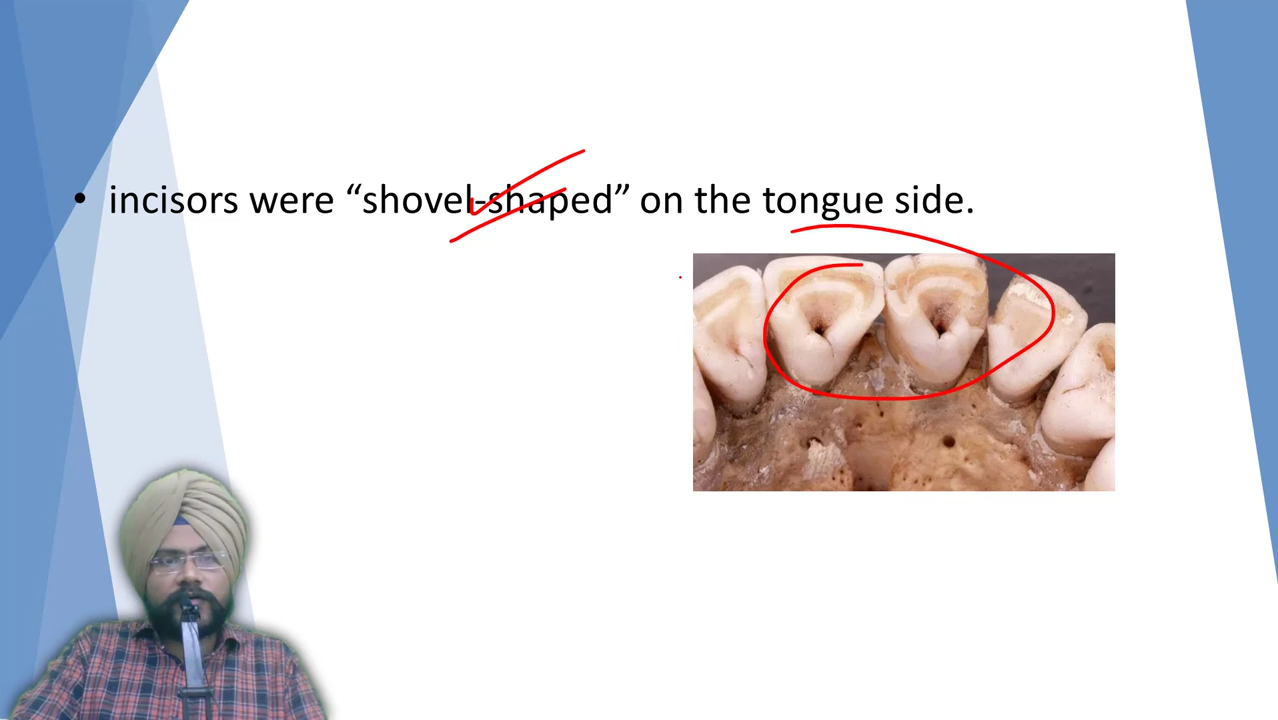 • incisors were “shovel-shaped” on the tongue side.